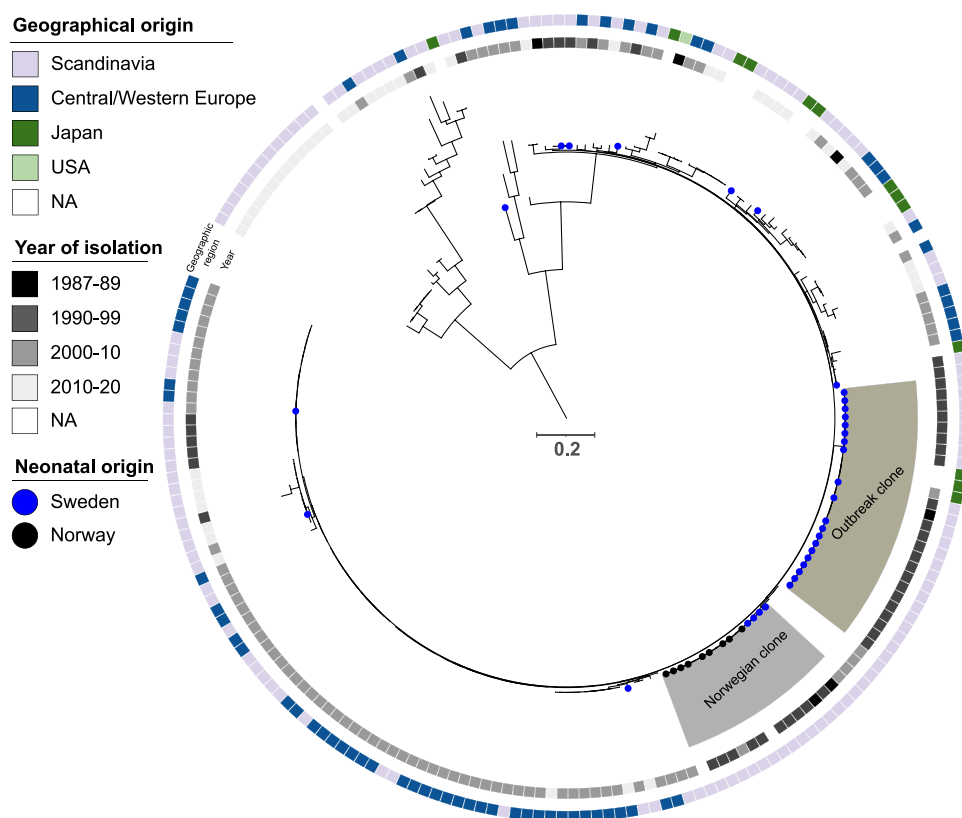 Geographical origin
Scandinavia
Central/Western Europe
Japan
USA
NA
Year of isolation
1987-89
1990-99
2000-10
2010-20
NA
Neonatal origin
Sweden
Norway
Geographic
region
Year
0.2
Outbreak clone
Norwegian clone